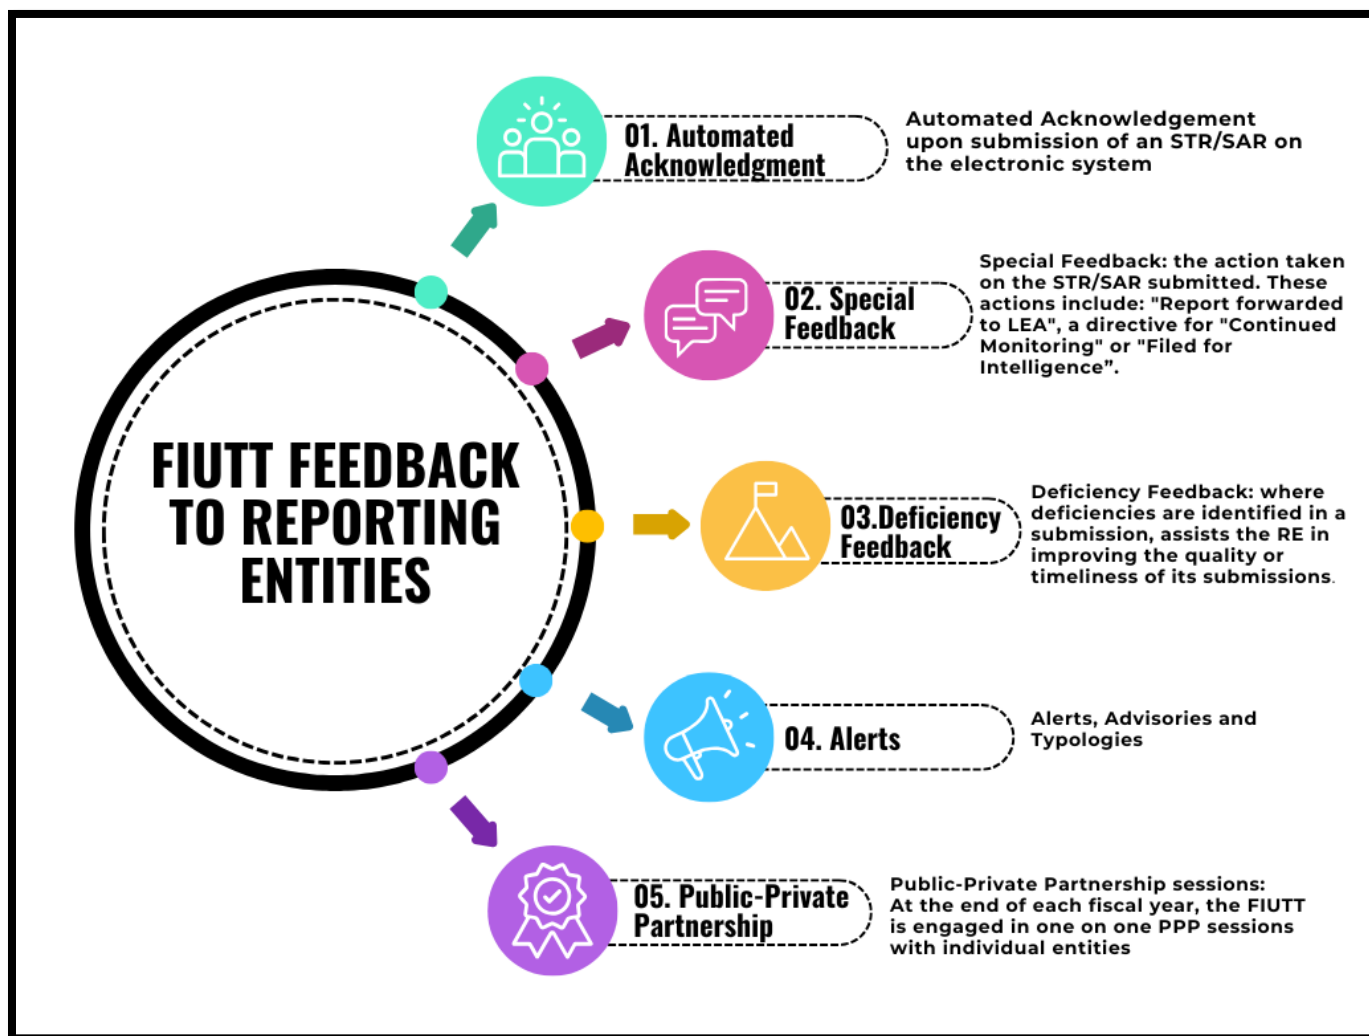 FIUTT FEEDBACK
TO REPORTING
ENTITIES
01. Automated
Acknowledgment
Automated Acknowledgement
upon submission of an STR/SAR on
the electronic system
02. Special
Feedback
Special Feedback: the action taken
on the STR/SAR submitted. These
actions include: "Report forwarded
to LEA", a directive for "Continued
Monitoring" or "Filed for
Intelligence”.
03.Deficiency
Feedback
Deficiency Feedback: where
deficiencies are identified in a
submission, assists the RE in
improving the quality or
timeliness of its submissions.
04. Alerts
Alerts, Advisories and
Typologies
05. Public-Private
Partnership
Public-Private Partnership sessions:
At the end of each fiscal year, the FIUTT
is engaged in one on one PPP sessions
with individual entities